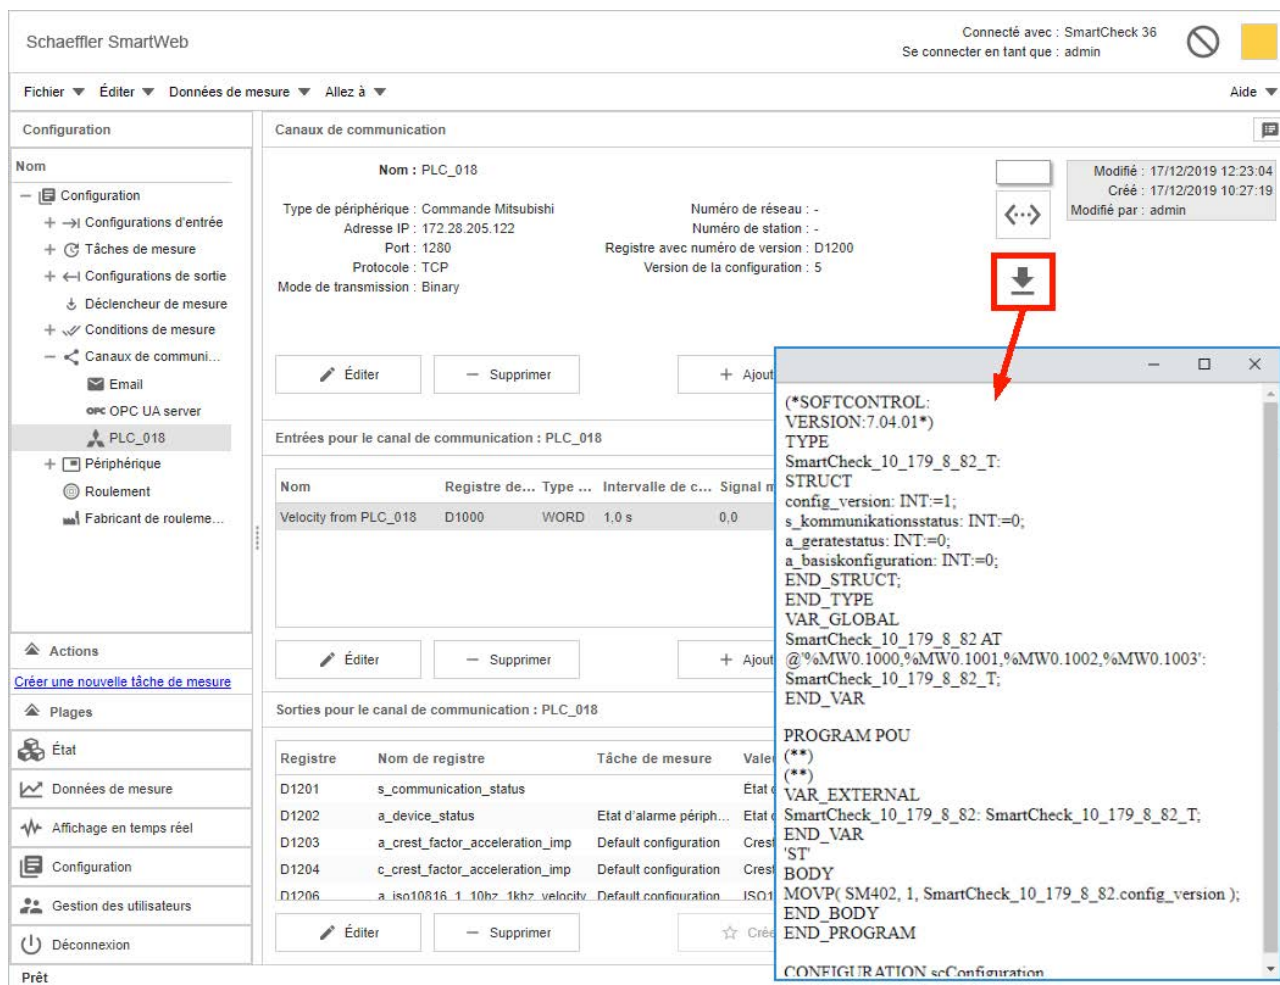 Schaeffler SmartWeb
Connecté avec : SmartCheck 36
Se connecter en tant que : admin
Fichier Éditer Données de mesure Allez à Aide
Configuration
Nom
Configuration
Configurations d'entrée
Tâches de mesure
Configurations de sortie
Déclencheur de mesure
Conditions de mesure
Canaux de communi...
Email
OPC OPC UA server
PLC_018
Périphérique
Roulement
Fabricant de rouleme...
Actions
Créer une nouvelle tâche de mesure
Plages
État
Données de mesure
Affichage en temps réel
Configuration
Gestion des utilisateurs
Déconnexion
Prêt
Canaux de communication
Nom : PLC_018
Type de périphérique : Commande Mitsubishi
Adresse IP : 172.28.205.122
Port : 1280
Protocole : TCP
Mode de transmission : Binary
Numéro de réseau : -
Numéro de station : -
Registre avec numéro de version : D1200
Version de la configuration : 5
Modifié : 17/12/2019 12:23:04
Créé : 17/12/2019 10:27:19
Modifié par : admin
Éditer Supprimer + Ajout
Entrées pour le canal de communication : PLC_018
Nom Registre de... Type ... Intervalle de c... Signal m
Velocity from PLC_018 D1000 WORD 1,0 s 0,0
Éditer Supprimer + Ajout
Sorties pour le canal de communication : PLC_018
Registre Nom de registre Tâche de mesure Vale
D1201 s_communication_status État
D1202 a_device_status Etat d'alarme périph... Etat
D1203 a_crest_factor_acceleration_imp Default configuration Crest
D1204 c_crest_factor_acceleration_imp Default configuration Crest
D1206 a_iso10816_1_10hz_1khz_velocity Default configuration ISO1
Éditer Supprimer Crée
(*SOFTCONTROL:
VERSION:7.04.01*)
TYPE
SmartCheck_10_179_8_82_T:
STRUCT
config_version: INT:=1;
s_kommunikationsstatus: INT:=0;
a_geratestatus: INT:=0;
a_basiskonfiguration: INT:=0;
END_STRUCT;
END_TYPE
VAR_GLOBAL
SmartCheck_10_179_8_82 AT
@'%MW0.1000,%MW0.1001,%MW0.1002,%MW0.1003':
SmartCheck_10_179_8_82_T;
END_VAR
PROGRAM POU
(**)
(**)
VAR_EXTERNAL
SmartCheck_10_179_8_82: SmartCheck_10_179_8_82_T;
END_VAR
'ST'
BODY
MOVP( SM402, 1, SmartCheck_10_179_8_82.config_version );
END_BODY
END_PROGRAM
CONFIGURATION scConfiguration